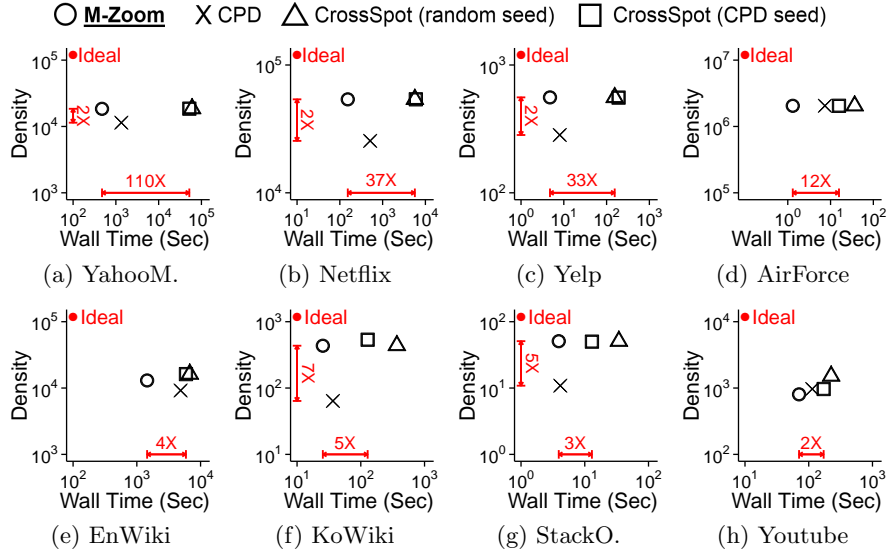 M-Zoom CPD CrossSpot (random seed) CrossSpot (CPD seed)
Density
10^5
10^4
10^3
Ideal
2X
110X
10^2 10^3 10^4 10^5
Wall Time (Sec)
(a) YahooM.
Density
10^5
10^4
Ideal
2X
37X
10^1 10^2 10^3 10^4
Wall Time (Sec)
(b) Netflix
Density
10^3
10^2
Ideal
2X
33X
10^0 10^1 10^2 10^3
Wall Time (Sec)
(c) Yelp
Density
10^7
10^6
10^5
Ideal
12X
10^0 10^1 10^2
Wall Time (Sec)
(d) AirForce
Density
10^5
10^4
10^3
Ideal
4X
10^3 10^4
Wall Time (Sec)
(e) EnWiki
Density
10^3
10^2
10^1
Ideal
7X
5X
10^1 10^2 10^3
Wall Time (Sec)
(f) KoWiki
Density
10^2
10^1
10^0
Ideal
5X
3X
10^0 10^1 10^2
Wall Time (Sec)
(g) StackO.
Density
10^4
10^3
10^2
Ideal
2X
10^1 10^2 10^3
Wall Time (Sec)
(h) Youtube